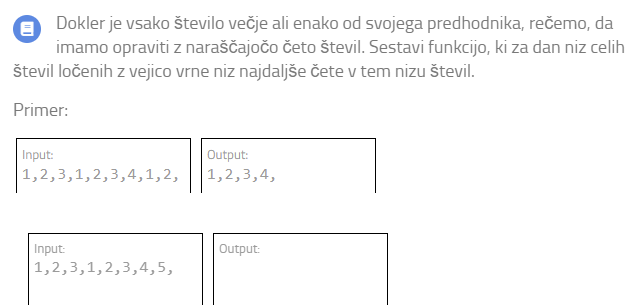 Dokler je vsako število večje ali enako od svojega predhodnika, rečemo, da
imamo opraviti z naraščajočo četo števil. Sestavi funkcijo, ki za dan niz celih
števil ločenih z vejico vrne niz najdaljše čete v tem nizu števil.
Primer:
Input:
1,2,3,1,2,3,4,1,2,
Output:
1,2,3,4,
Input:
1,2,3,1,2,3,4,5,
Output: